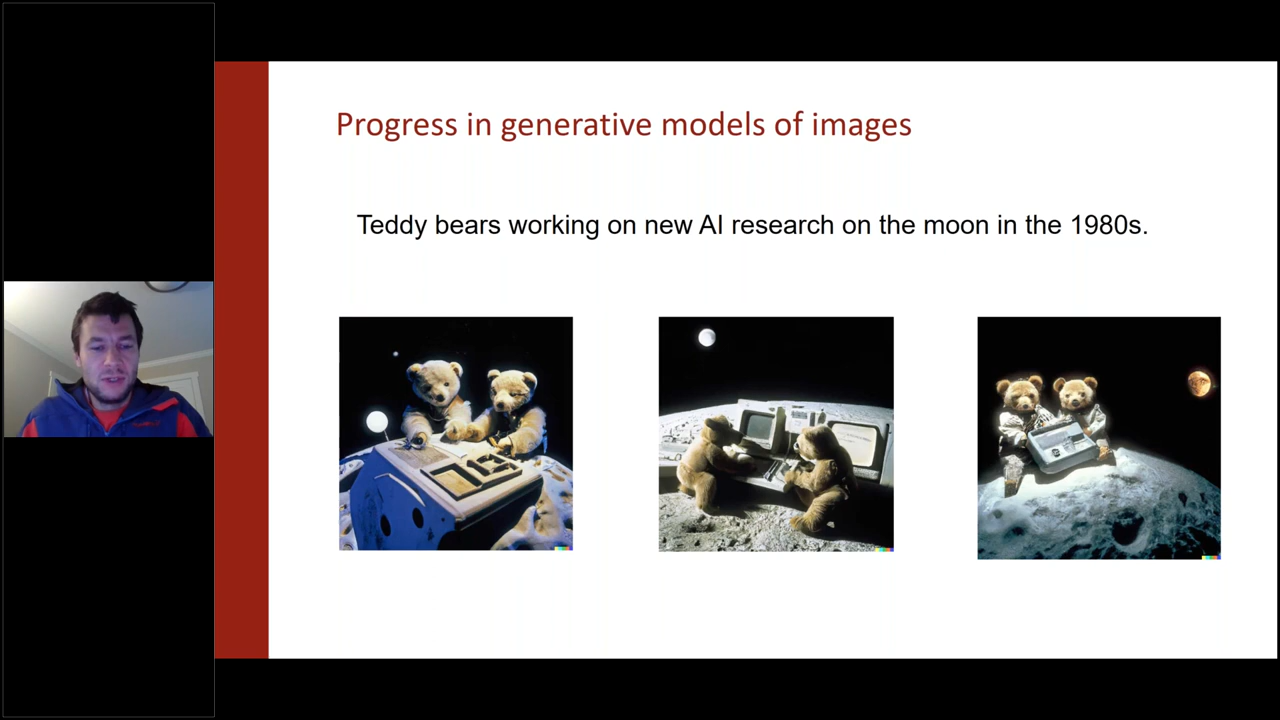 Progress in generative models of images
Teddy bears working on new AI research on the moon in the 1980s.